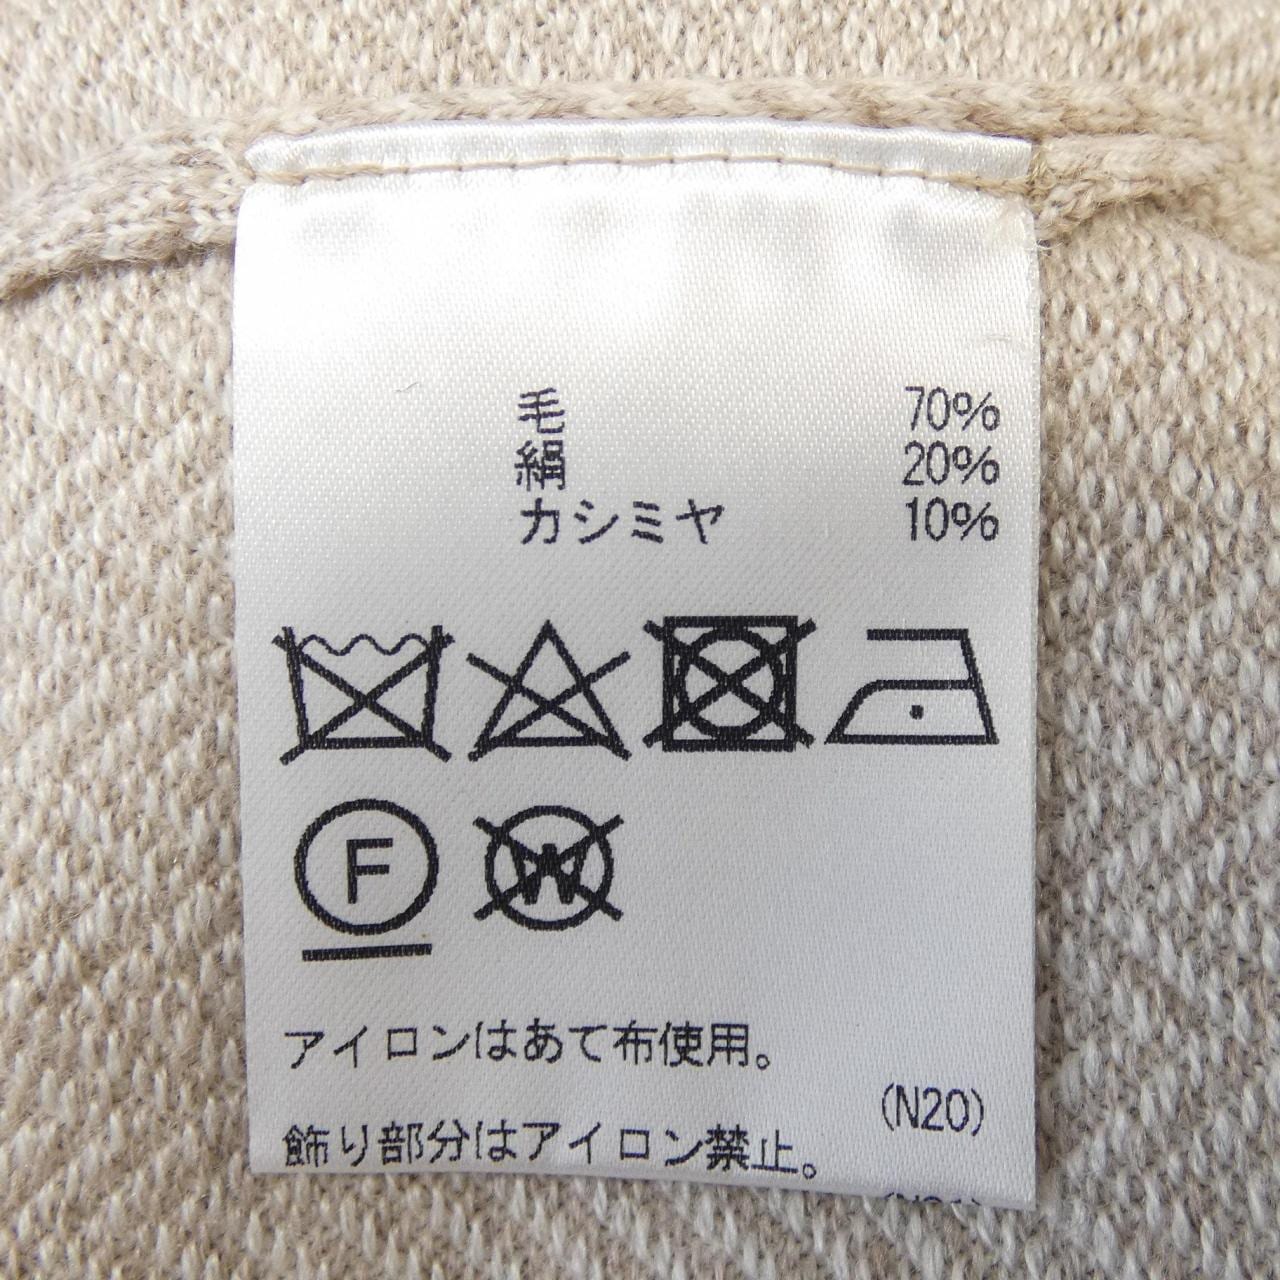 毛 70%
絹 20%
カシミヤ 10%
F W
アイロンはあて布使用。
(N20)
飾り部分はアイロン禁止。